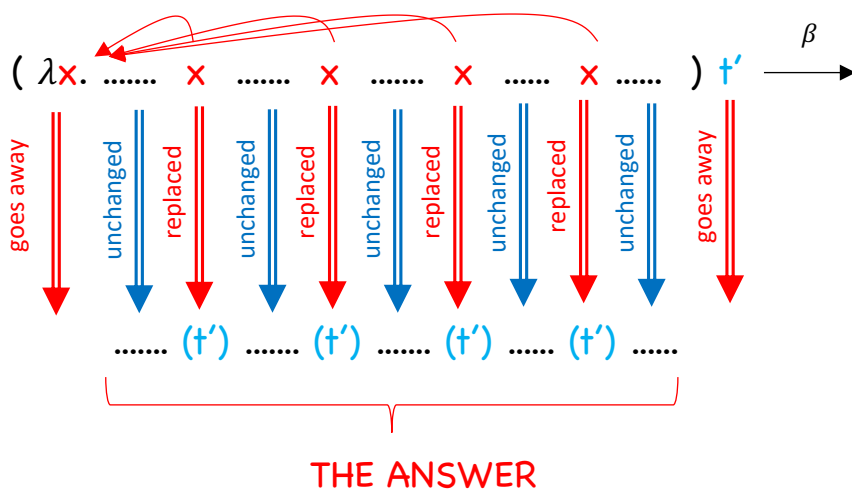 β
( λx. ....... x ....... x ....... x ...... x ...... ) t′
goes away unchanged replaced unchanged replaced unchanged replaced unchanged replaced unchanged goes away
....... (t′) ....... (t′) ....... (t′) ...... (t′) ......
THE ANSWER